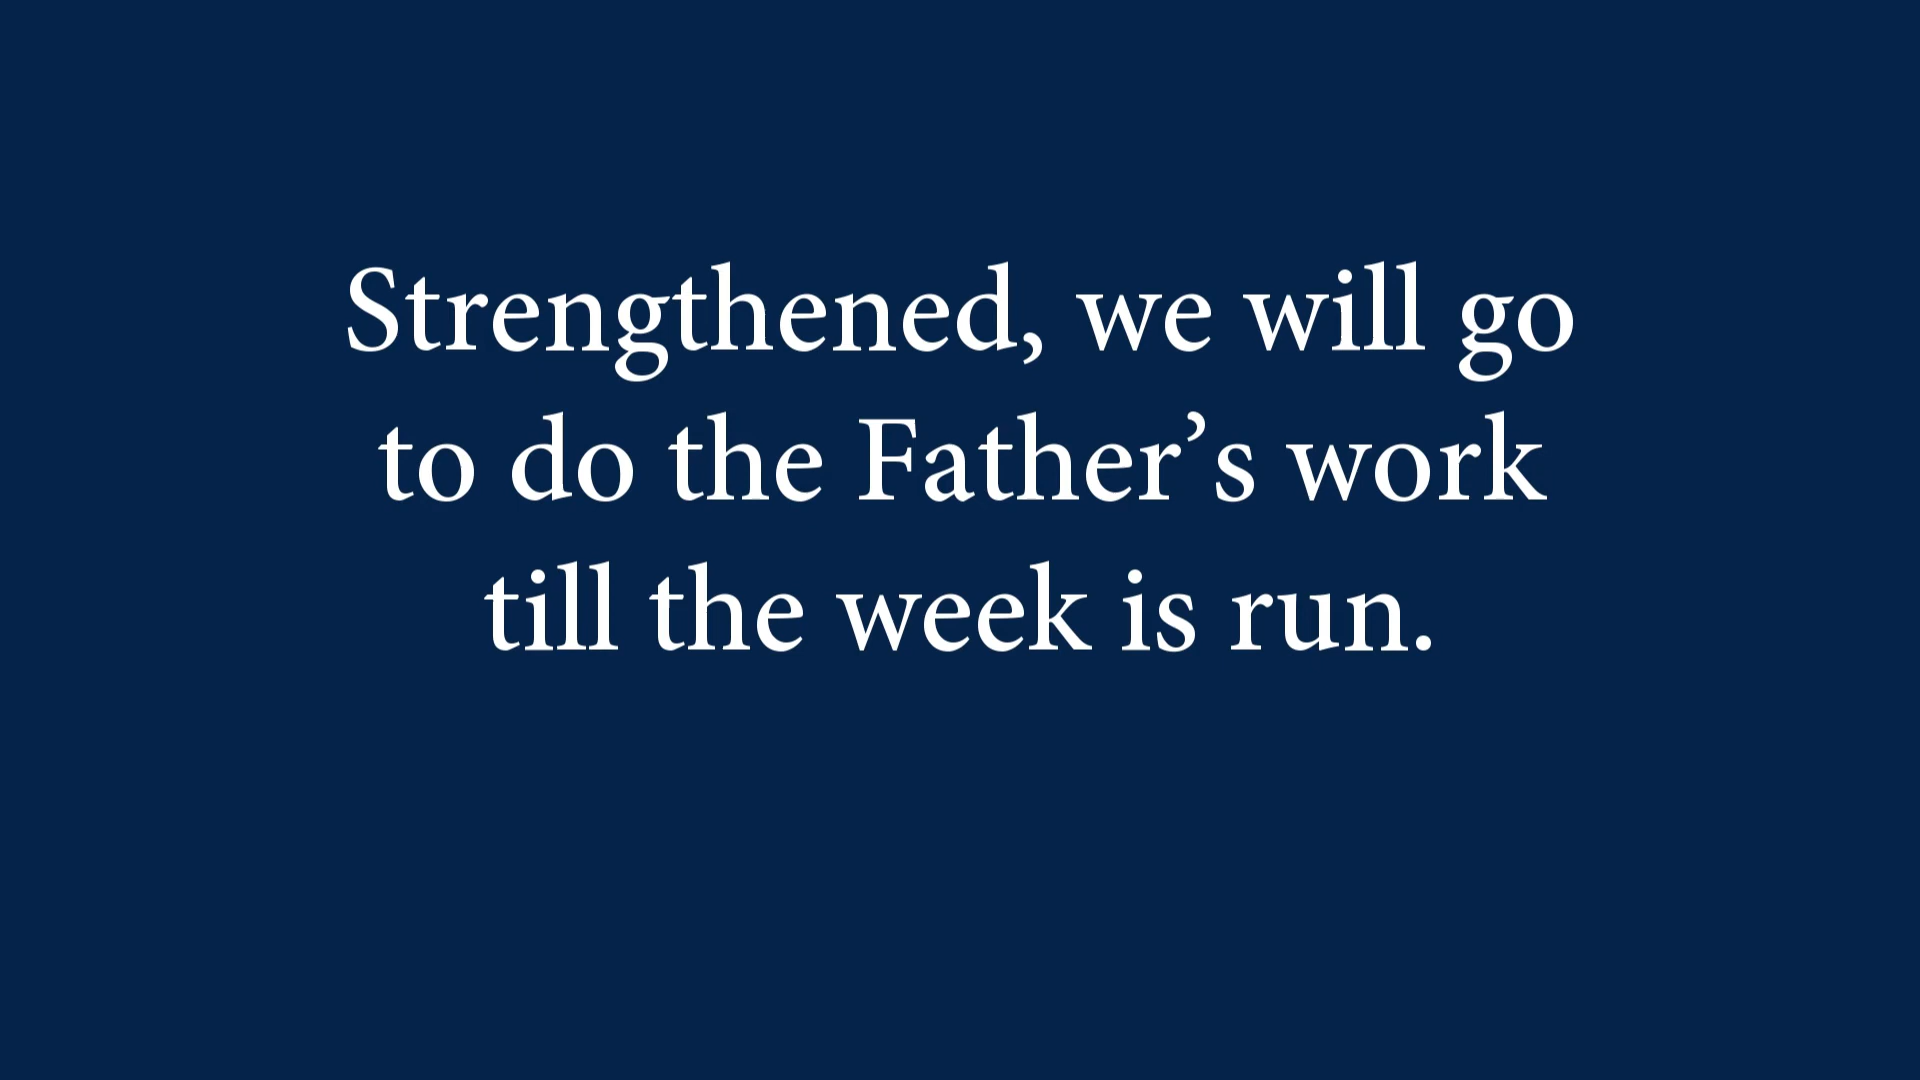 Strengthened, we will go
to do the Father’s work
till the week is run.